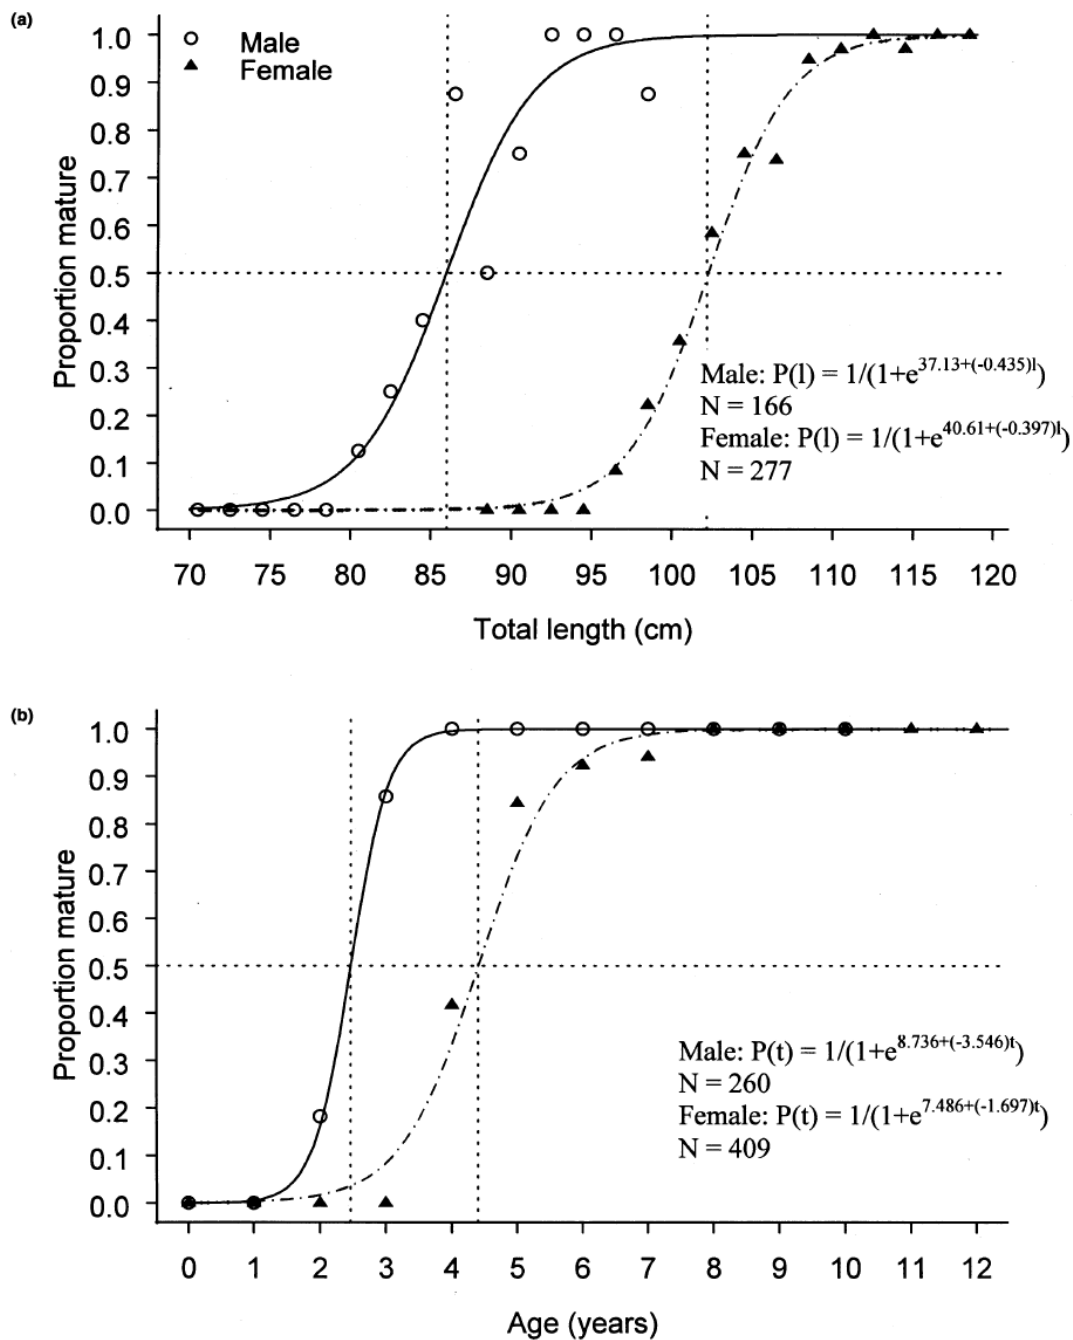 (a)
1.0
0.9
0.8
0.7
0.6
0.5
0.4
0.3
0.2
0.1
0.0
Proportion mature
Male
Female
Male: P(l) = 1/(1+e^37.13+(-0.435)l)
N = 166
Female: P(l) = 1/(1+e^40.61+(-0.397)l)
N = 277
70 75 80 85 90 95 100 105 110 115 120
Total length (cm)
(b)
1.0
0.9
0.8
0.7
0.6
0.5
0.4
0.3
0.2
0.1
0.0
Proportion mature
Male: P(t) = 1/(1+e^8.736+(-3.546)t)
N = 260
Female: P(t) = 1/(1+e^7.486+(-1.697)t)
N = 409
0 1 2 3 4 5 6 7 8 9 10 11 12
Age (years)